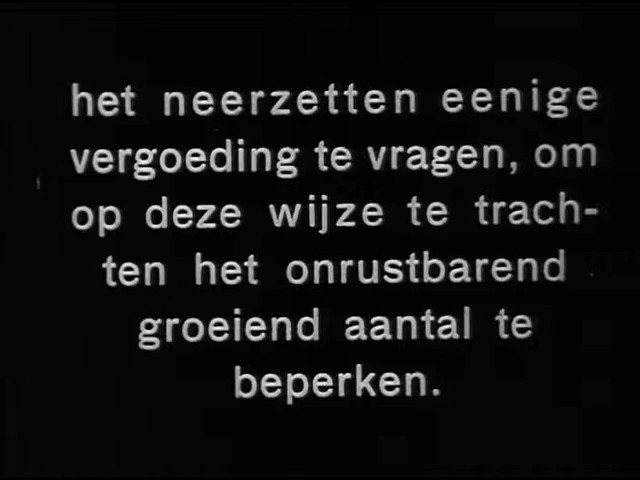 het neerzetten eenige
vergoeding te vragen, om
op deze wijze te trach-
ten het onrustbarend
groeiend aantal te
beperken.